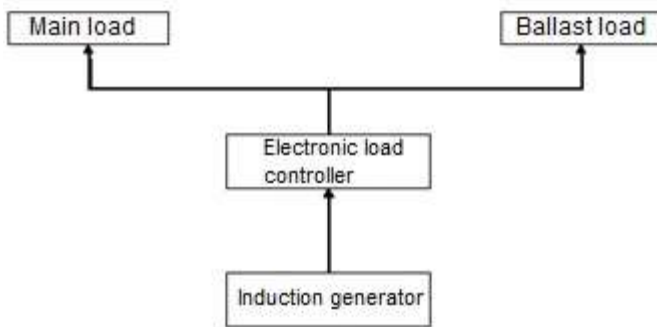 Main load
Ballast load
Electronic load
controller
Induction generator